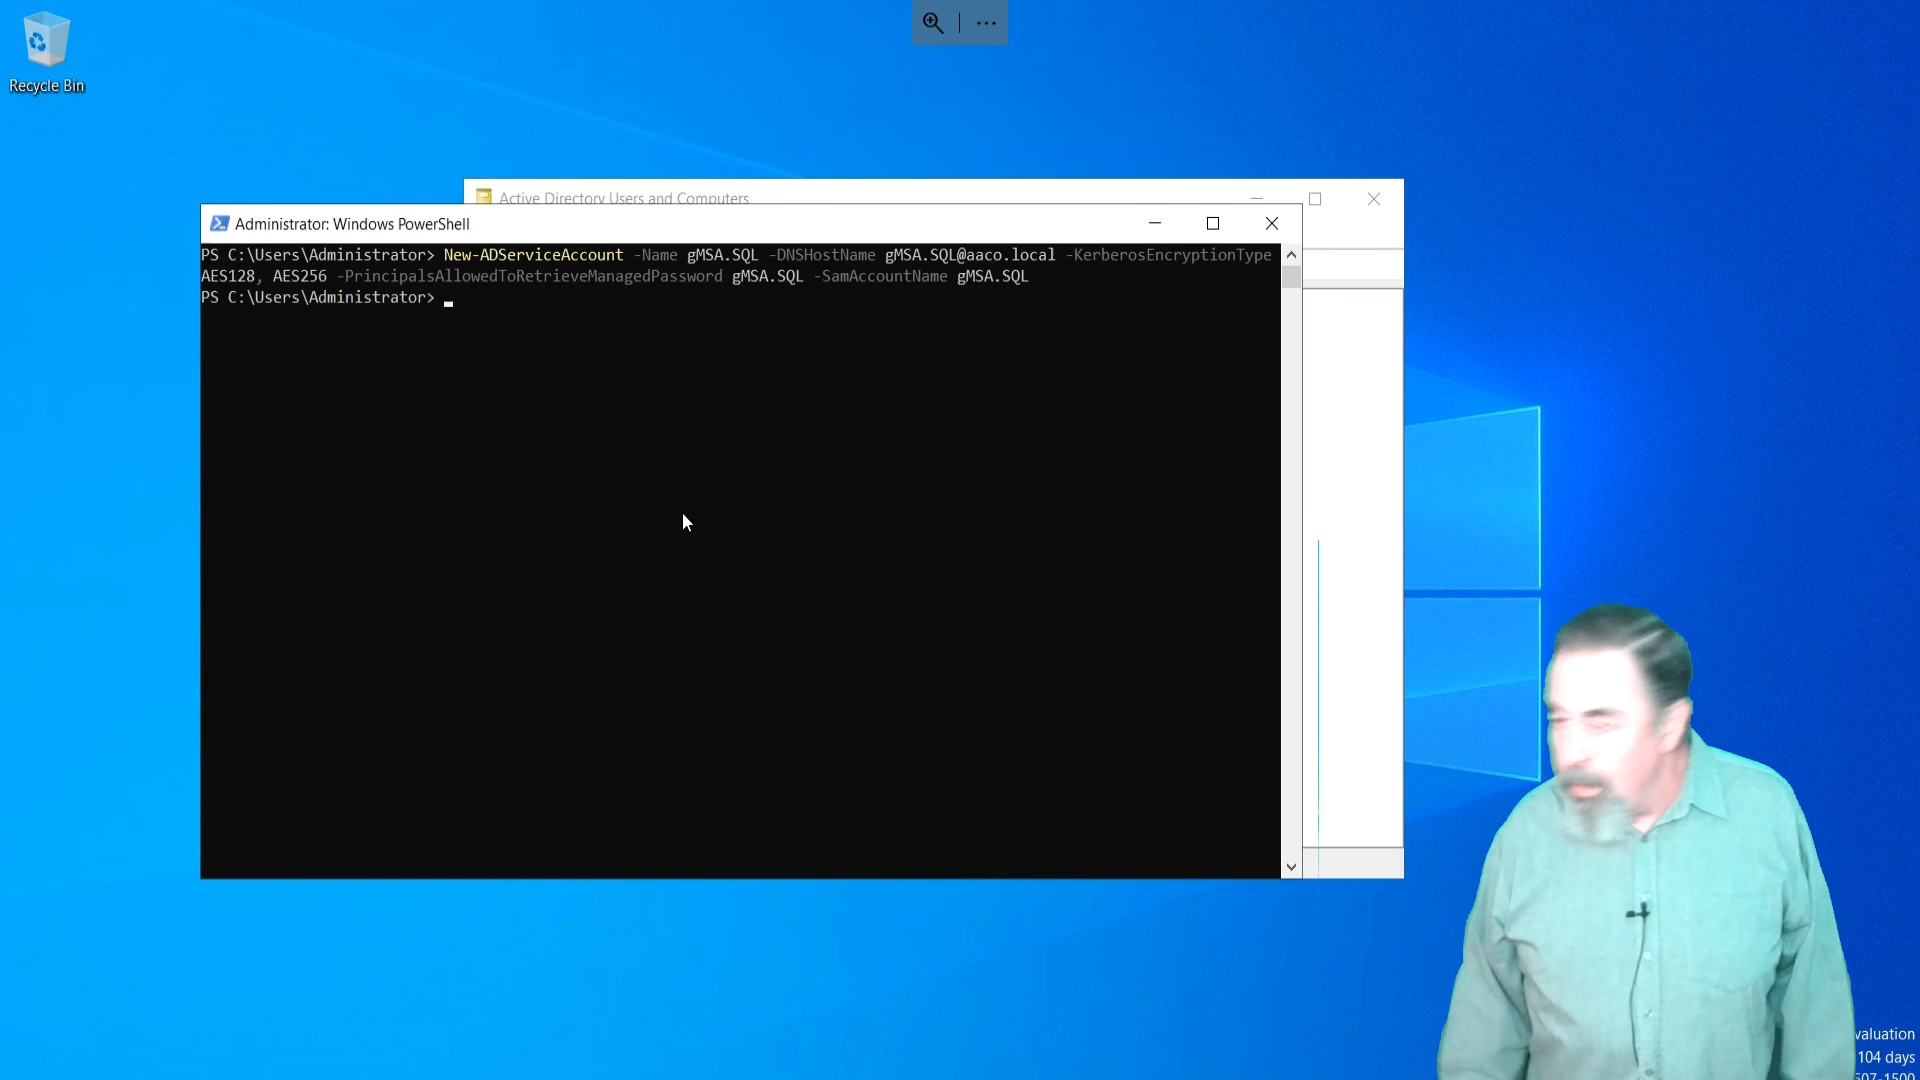 Recycle Bin
Active Directory Users and Computers
Administrator: Windows PowerShell
PS C:\Users\Administrator> New-ADServiceAccount -Name gMSA.SQL -DNSHostName gMSA.SQL@aaco.local -KerberosEncryptionType
AES128, AES256 -PrincipalsAllowedToRetrieveManagedPassword gMSA.SQL -SamAccountName gMSA.SQL
PS C:\Users\Administrator>
valuation
104 days
507-1500